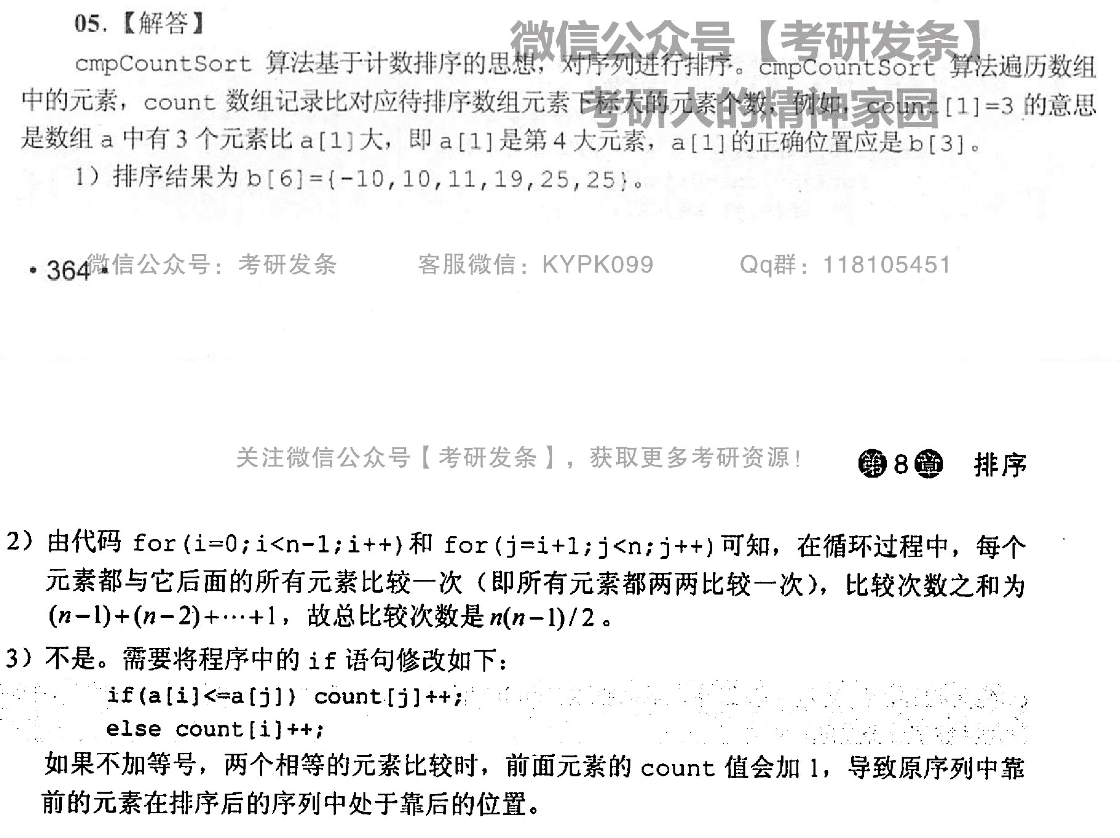 05.【解答】
微信公众号【考研发条】
cmpCountSort 算法基于计数排序的思想，对序列进行排序。cmpCountSort 算法遍历数组
中的元素，count 数组记录比对应待排序数组元素下标大的元素个数，例如，count[1]=3 的意思
考研人的精神家园
是数组 a 中有 3 个元素比 a[1]大，即 a[1]是第 4 大元素，a[1]的正确位置应是 b[3]。
1）排序结果为 b[6]={-10,10,11,19,25,25}。
·364· 微信公众号：考研发条 客服微信：KYPK099 Qq群：118105451
关注微信公众号【考研发条】，获取更多考研资源！ 第8章 排序
2）由代码 for(i=0;i<n-1;i++)和 for(j=i+1;j<n;j++)可知，在循环过程中，每个
元素都与它后面的所有元素比较一次（即所有元素都两两比较一次），比较次数之和为
(n−1)+(n−2)+···+1，故总比较次数是 n(n−1)/2。
3）不是。需要将程序中的 if 语句修改如下：
if(a[i]<=a[j]) count[j]++;
else count[i]++;
如果不加等号，两个相等的元素比较时，前面元素的 count 值会加 1，导致原序列中靠
前的元素在排序后的序列中处于靠后的位置。